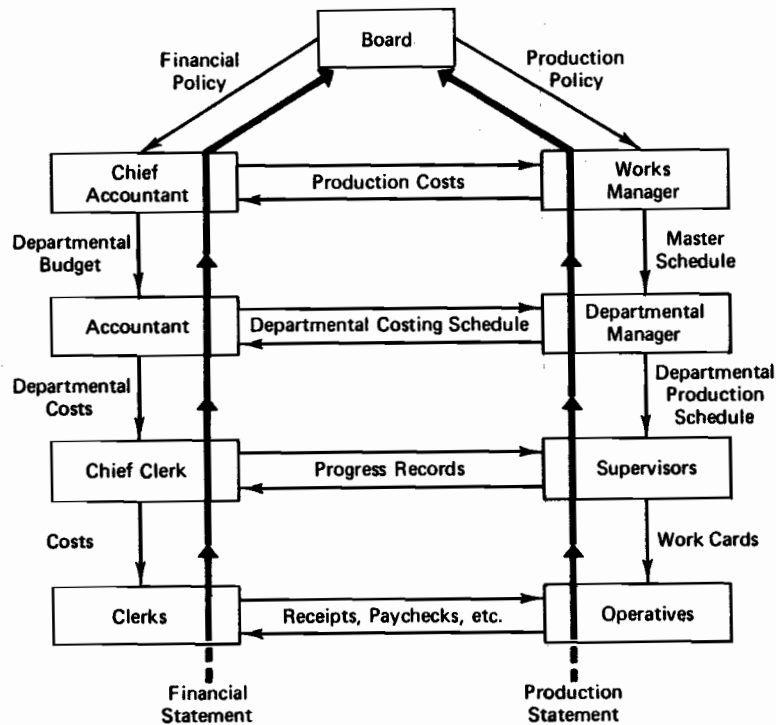 Board
Financial
Policy
Production
Policy
Chief
Accountant
Production Costs
Works
Manager
Departmental
Budget
Master
Schedule
Accountant
Departmental Costing Schedule
Departmental
Manager
Departmental
Costs
Departmental
Production
Schedule
Chief Clerk
Progress Records
Supervisors
Costs
Work Cards
Clerks
Receipts, Paychecks, etc.
Operatives
Financial
Statement
Production
Statement